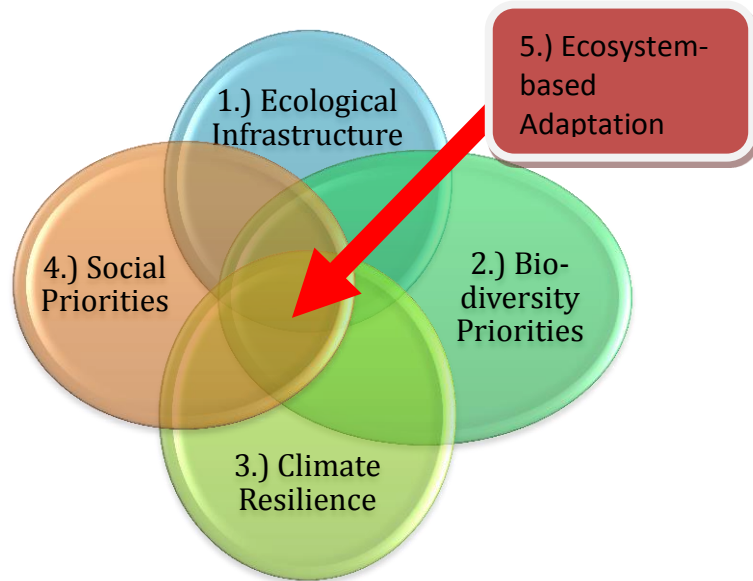 1.) Ecological
Infrastructure
2.) Bio-
diversity
Priorities
3.) Climate
Resilience
4.) Social
Priorities
5.) Ecosystem-
based
Adaptation